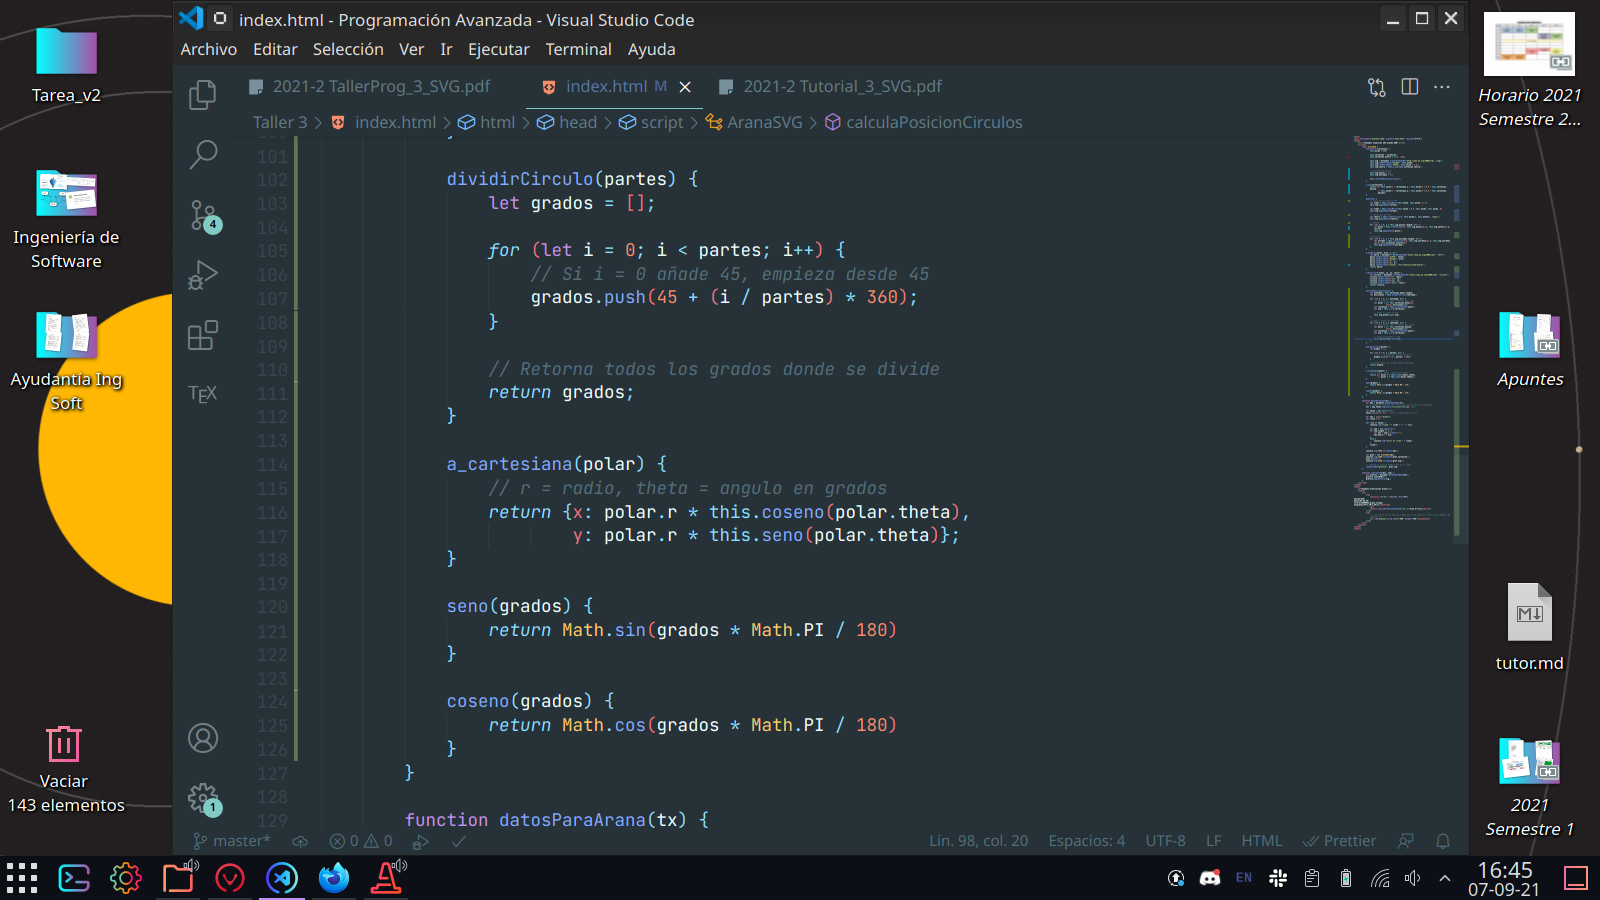 index.html - Programación Avanzada - Visual Studio Code
Archivo Editar Selección Ver Ir Ejecutar Terminal Ayuda
2021-2 TallerProg_3_SVG.pdf
index.html M
2021-2 Tutorial_3_SVG.pdf
Taller 3 > index.html > html > head > script > AranaSVG > calculaPosicionCirculos
101
102 dividirCirculo(partes) {
103 let grados = [];
104
105 for (let i = 0; i < partes; i++) {
106 // Si i = 0 añade 45, empieza desde 45
107 grados.push(45 + (i / partes) * 360);
108 }
109
110 // Retorna todos los grados donde se divide
111 return grados;
112 }
113
114 a_cartesiana(polar) {
115 // r = radio, theta = angulo en grados
116 return {x: polar.r * this.coseno(polar.theta),
117 y: polar.r * this.seno(polar.theta)};
118 }
119
120 seno(grados) {
121 return Math.sin(grados * Math.PI / 180)
122 }
123
124 coseno(grados) {
125 return Math.cos(grados * Math.PI / 180)
126 }
127 }
128
129 function datosParaArana(tx) {
4
TEX
1
master* 0 0 Lín. 98, col. 20 Espacios: 4 UTF-8 LF HTML Prettier
Tarea_v2
Ingeniería de
Software
Ayudantía Ing
Soft
Vaciar
143 elementos
Horario 2021
Semestre 2...
Apuntes
M
tutor.md
2021
Semestre 1
EN
16:45
07-09-21